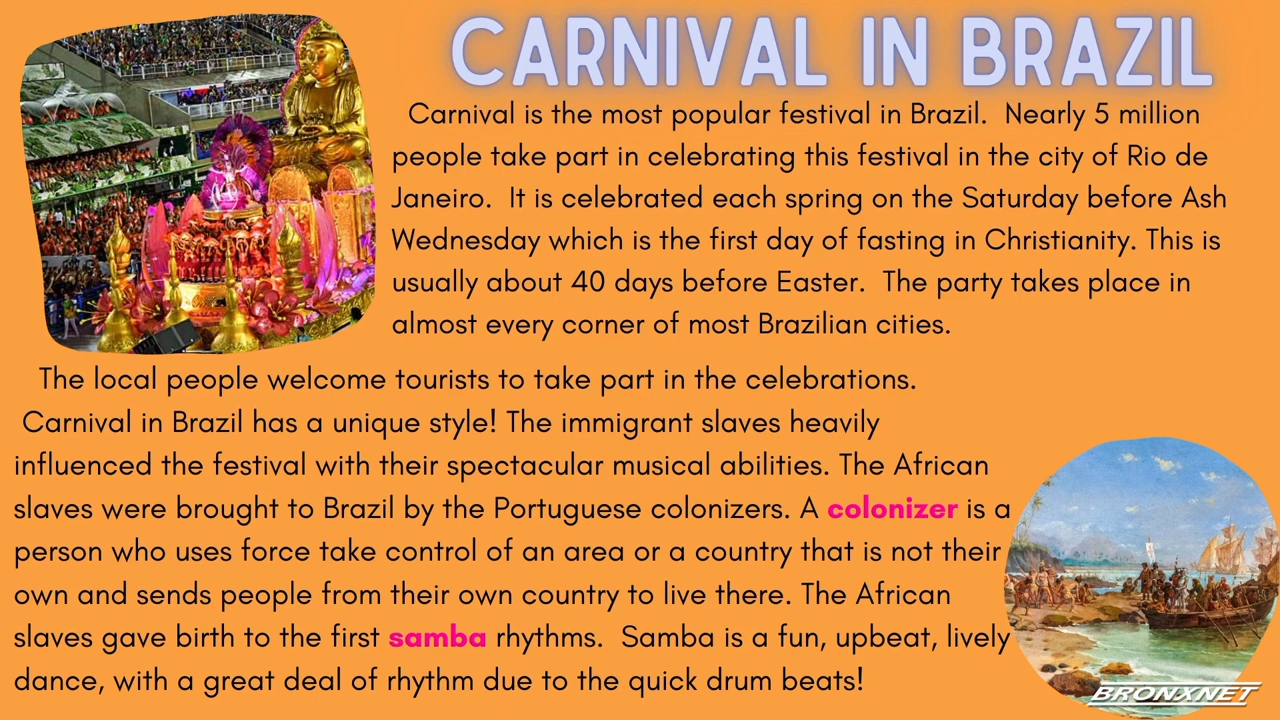 CARNIVAL IN BRAZIL
Carnival is the most popular festival in Brazil. Nearly 5 million
people take part in celebrating this festival in the city of Rio de
Janeiro. It is celebrated each spring on the Saturday before Ash
Wednesday which is the first day of fasting in Christianity. This is
usually about 40 days before Easter. The party takes place in
almost every corner of most Brazilian cities.
The local people welcome tourists to take part in the celebrations.
Carnival in Brazil has a unique style! The immigrant slaves heavily
influenced the festival with their spectacular musical abilities. The African
slaves were brought to Brazil by the Portuguese colonizers. A colonizer is a
person who uses force take control of an area or a country that is not their
own and sends people from their own country to live there. The African
slaves gave birth to the first samba rhythms. Samba is a fun, upbeat, lively
dance, with a great deal of rhythm due to the quick drum beats!
BRONXNET